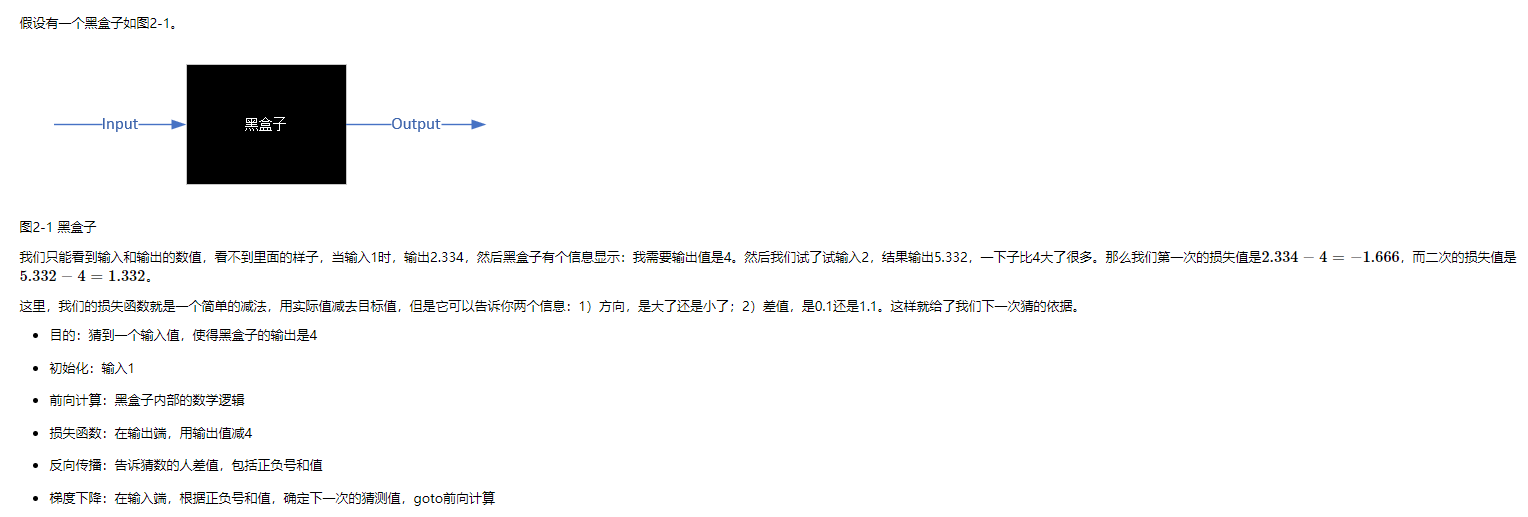 假设有一个黑盒子如图2-1。
Input
黑盒子
Output
图2-1 黑盒子
我们只能看到输入和输出的数值，看不到里面的样子，当输入1时，输出2.334，然后黑盒子有个信息显示：我需要输出值是4。然后我们试了试输入2，结果输出5.332，一下子比4大了很多。那么我们第一次的损失值是2.334 − 4 = −1.666，而二次的损失值是
5.332 − 4 = 1.332。
这里，我们的损失函数就是一个简单的减法，用实际值减去目标值，但是它可以告诉你两个信息：1）方向，是大了还是小了；2）差值，是0.1还是1.1。这样就给了我们下一次猜的依据。
• 目的：猜到一个输入值，使得黑盒子的输出是4
• 初始化：输入1
• 前向计算：黑盒子内部的数学逻辑
• 损失函数：在输出端，用输出值减4
• 反向传播：告诉猜数的人差值，包括正负号和值
• 梯度下降：在输入端，根据正负号和值，确定下一次的猜测值，goto前向计算